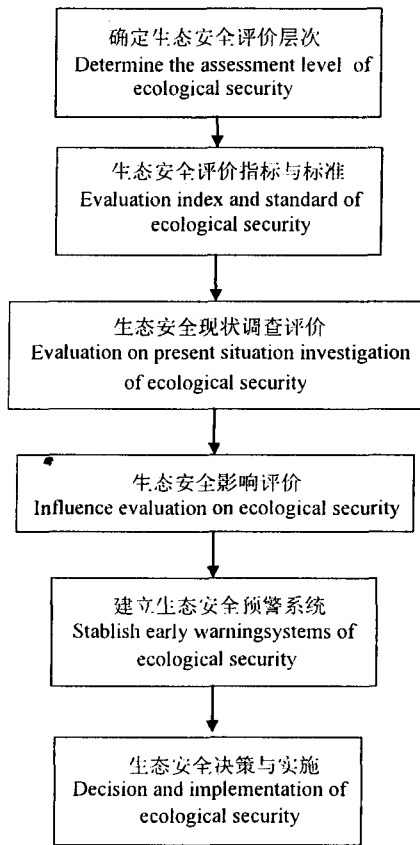 确定生态安全评价层次
Determine the assessment level of
ecological security
生态安全评价指标与标准
Evaluation index and standard of
ecological security
生态安全现状调查评价
Evaluation on present situation investigation
of ecological security
生态安全影响评价
Influence evaluation on ecological security
建立生态安全预警系统
Stablish early warningsystems of
ecological security
生态安全决策与实施
Decision and implementation of
ecological security